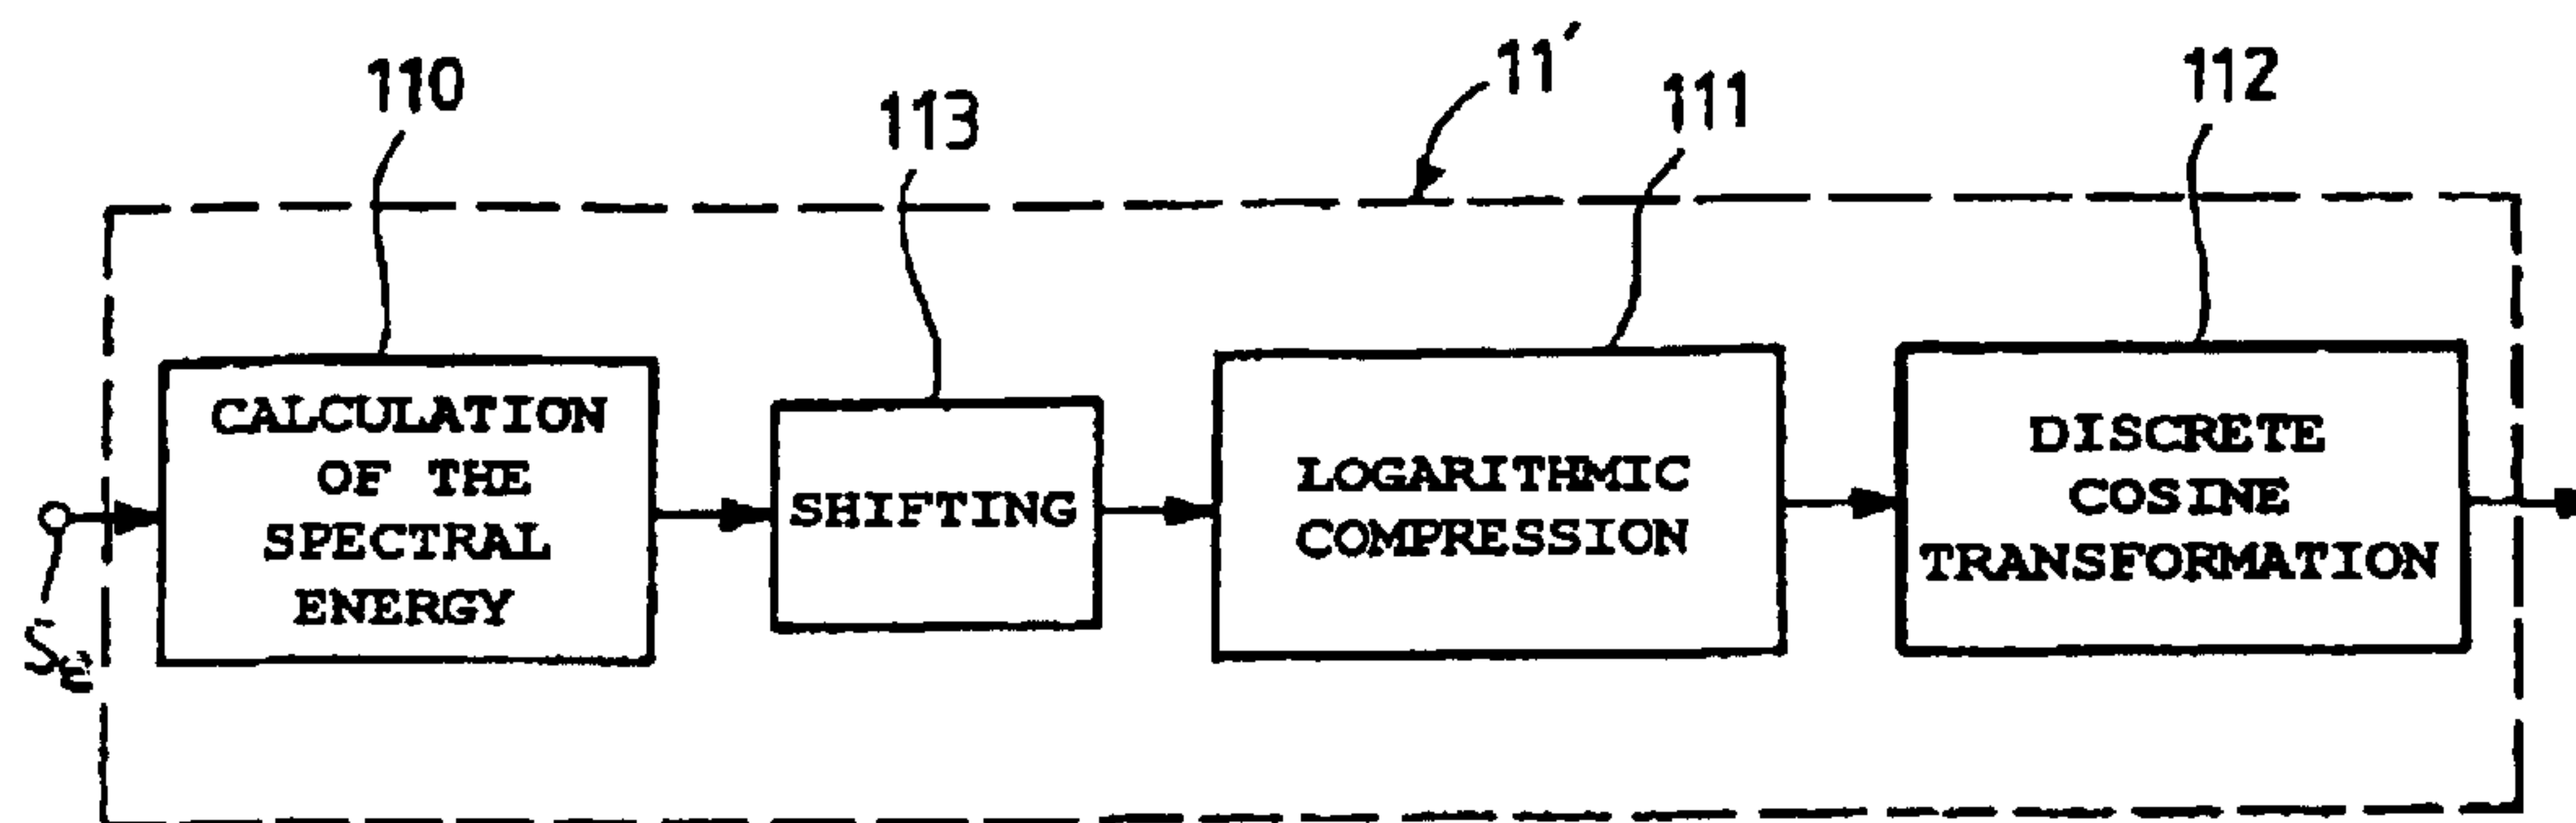 110
113
11′
111
112
CALCULATION
OF THE
SPECTRAL
ENERGY
SHIFTING
LOGARITHMIC
COMPRESSION
DISCRETE
COSINE
TRANSFORMATION
Se